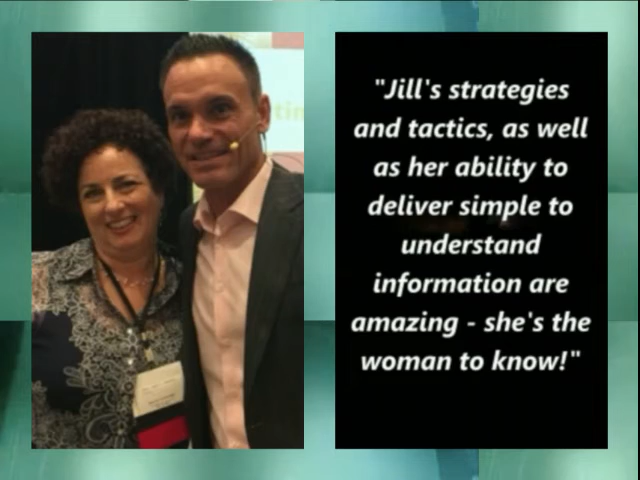 "Jill's strategies
and tactics, as well
as her ability to
deliver simple to
understand
information are
amazing - she's the
woman to know!"